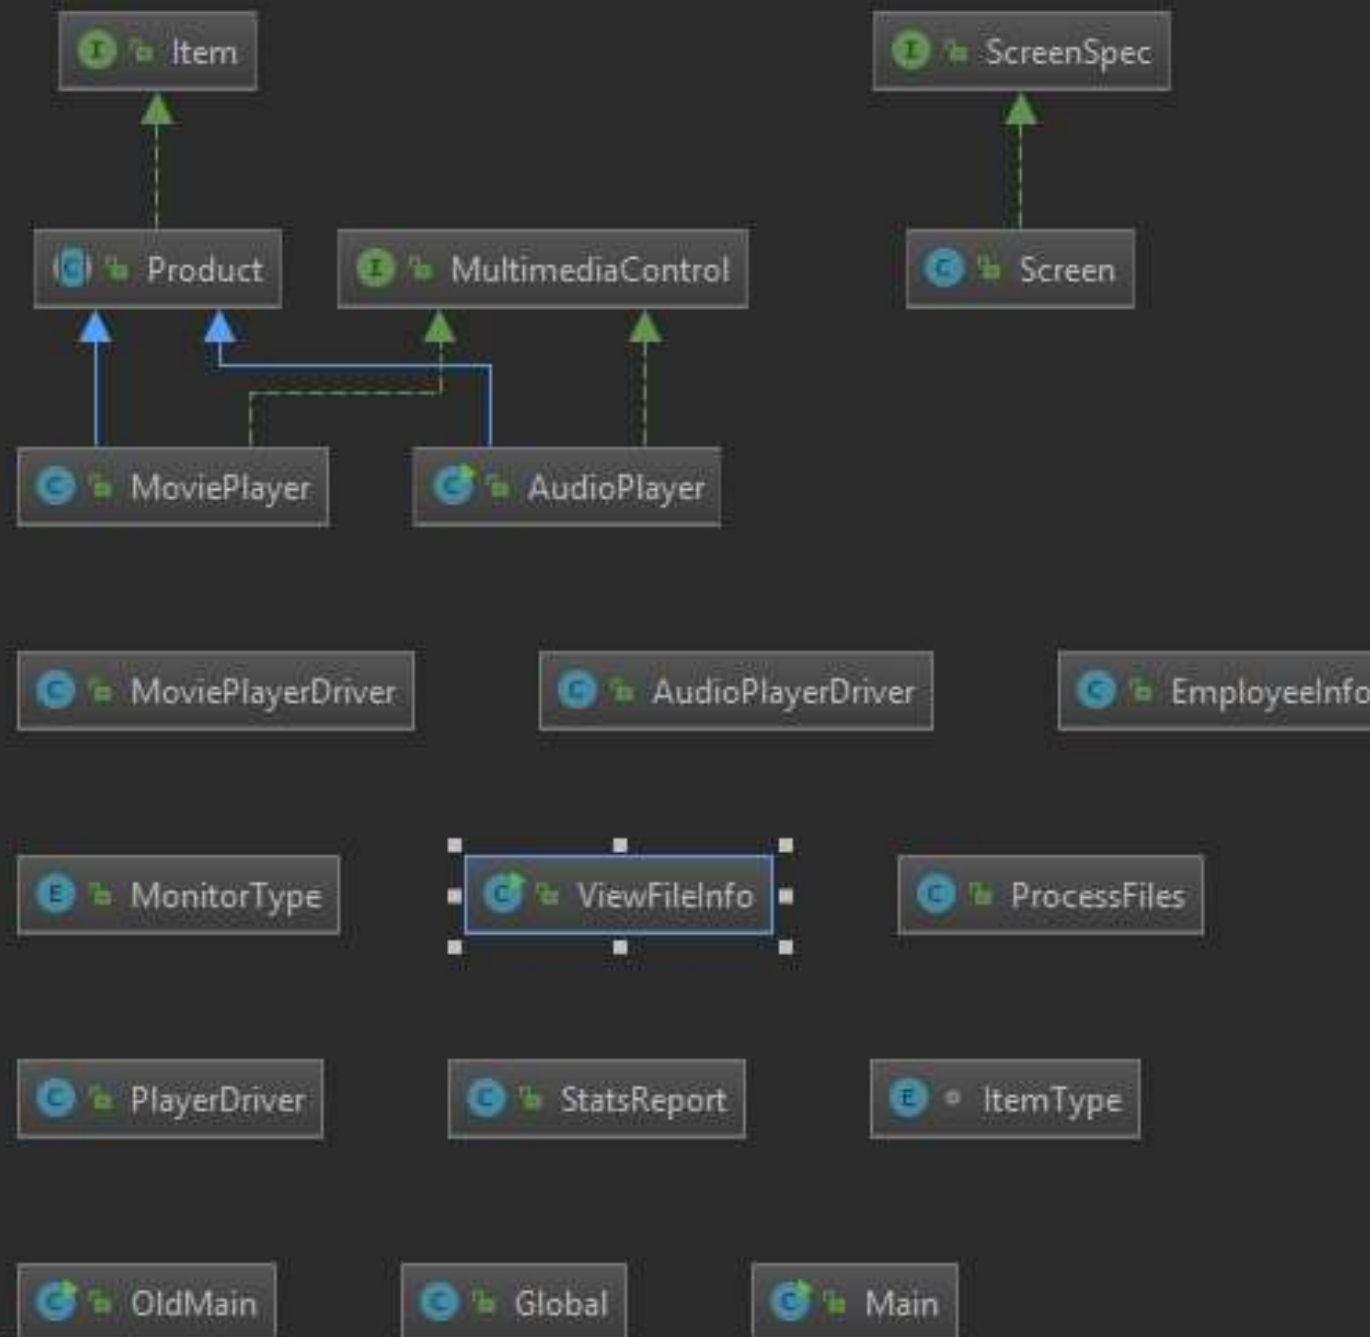 I Item
I ScreenSpec
C Product
I MultimediaControl
C Screen
C MoviePlayer
C AudioPlayer
C MoviePlayerDriver
C AudioPlayerDriver
C EmployeeInfo
E MonitorType
C ViewFileInfo
C ProcessFiles
C PlayerDriver
C StatsReport
E ItemType
C OldMain
C Global
C Main